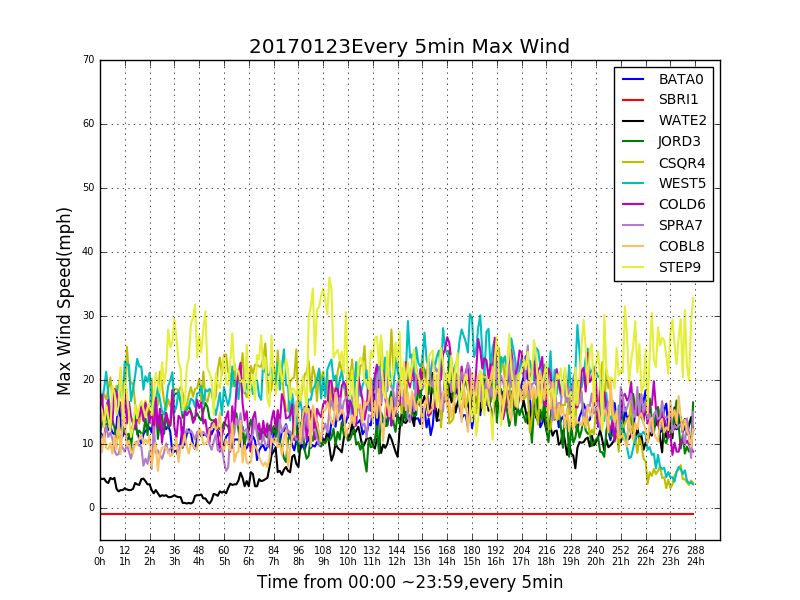 20170123Every 5min Max Wind
70
60
50
40
30
20
10
0
Max Wind Speed(mph)
BATA0
SBRI1
WATE2
JORD3
CSQR4
WEST5
COLD6
SPRA7
COBL8
STEP9
0 12 24 36 48 60 72 84 96 108 120 132 144 156 168 180 192 204 216 228 240 252 264 276 288
0h 1h 2h 3h 4h 5h 6h 7h 8h 9h 10h 11h 12h 13h 14h 15h 16h 17h 18h 19h 20h 21h 22h 23h 24h
Time from 00:00 ~23:59,every 5min